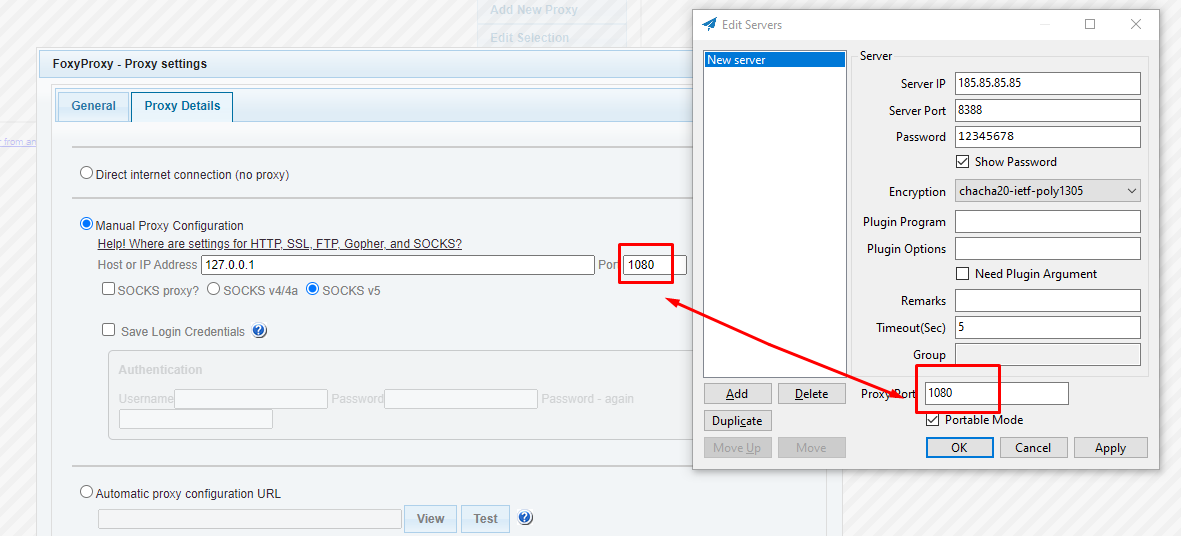 Add New Proxy
Edit Selection
from an
FoxyProxy - Proxy settings
General
Proxy Details
Direct internet connection (no proxy)
Manual Proxy Configuration
Help! Where are settings for HTTP, SSL, FTP, Gopher, and SOCKS?
Host or IP Address 127.0.0.1 Por 1080
SOCKS proxy? SOCKS v4/4a SOCKS v5
Save Login Credentials ?
Authentication
Username Password Password - again
Automatic proxy configuration URL
View Test ?
Edit Servers
New server
Server
Server IP 185.85.85.85
Server Port 8388
Password 12345678
Show Password
Encryption chacha20-ietf-poly1305
Plugin Program
Plugin Options
Need Plugin Argument
Remarks
Timeout(Sec) 5
Group
Add Delete
Proxy Port 1080
Duplicate
Portable Mode
Move Up Move
OK Cancel Apply